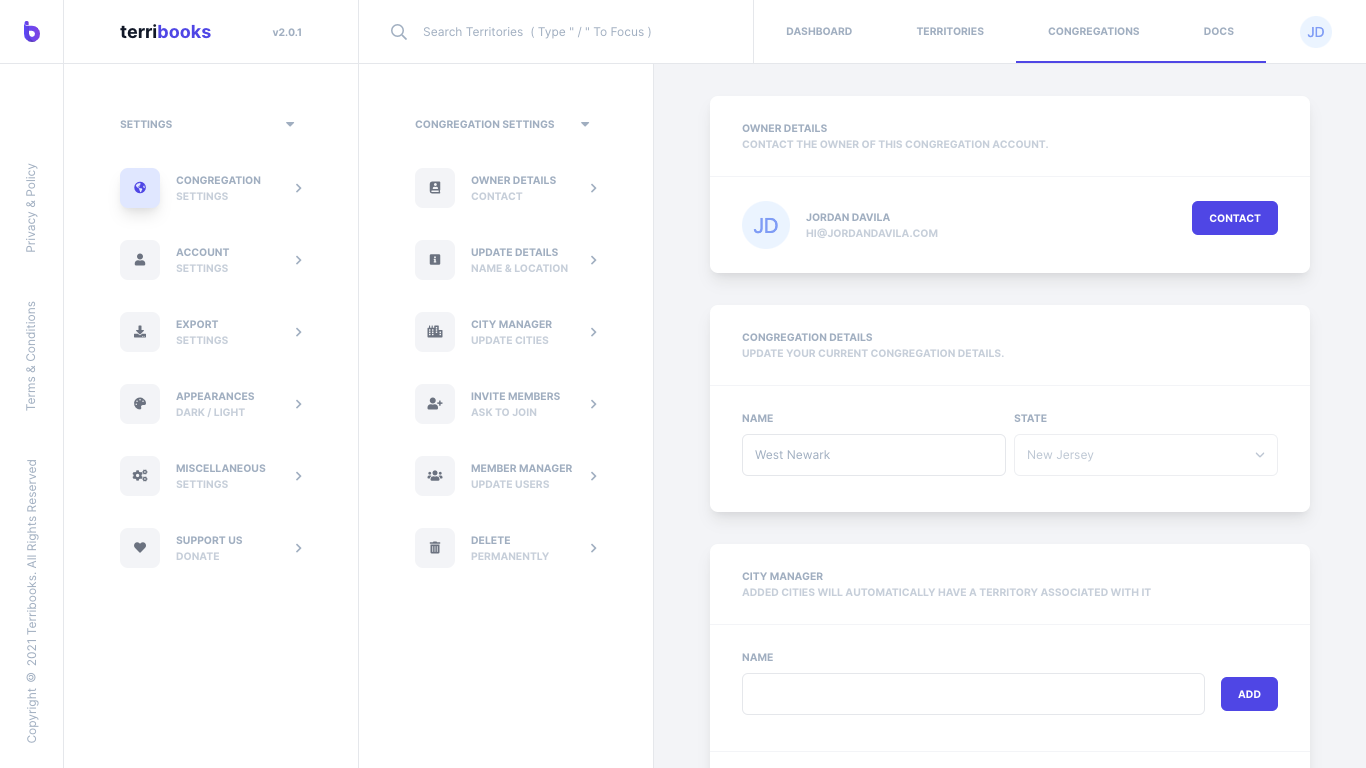 terribooks
v2.0.1
Search Territories ( Type " / " To Focus )
DASHBOARD
TERRITORIES
CONGREGATIONS
DOCS
JD
Privacy & Policy
Terms & Conditions
Copyright © 2021 Terribooks. All Rights Reserved
SETTINGS
CONGREGATION
SETTINGS
ACCOUNT
SETTINGS
EXPORT
SETTINGS
APPEARANCES
DARK / LIGHT
MISCELLANEOUS
SETTINGS
SUPPORT US
DONATE
CONGREGATION SETTINGS
OWNER DETAILS
CONTACT
UPDATE DETAILS
NAME & LOCATION
CITY MANAGER
UPDATE CITIES
INVITE MEMBERS
ASK TO JOIN
MEMBER MANAGER
UPDATE USERS
DELETE
PERMANENTLY
OWNER DETAILS
CONTACT THE OWNER OF THIS CONGREGATION ACCOUNT.
JD
JORDAN DAVILA
HI@JORDANDAVILA.COM
CONTACT
CONGREGATION DETAILS
UPDATE YOUR CURRENT CONGREGATION DETAILS.
NAME
STATE
West Newark
New Jersey
CITY MANAGER
ADDED CITIES WILL AUTOMATICALLY HAVE A TERRITORY ASSOCIATED WITH IT
NAME
ADD